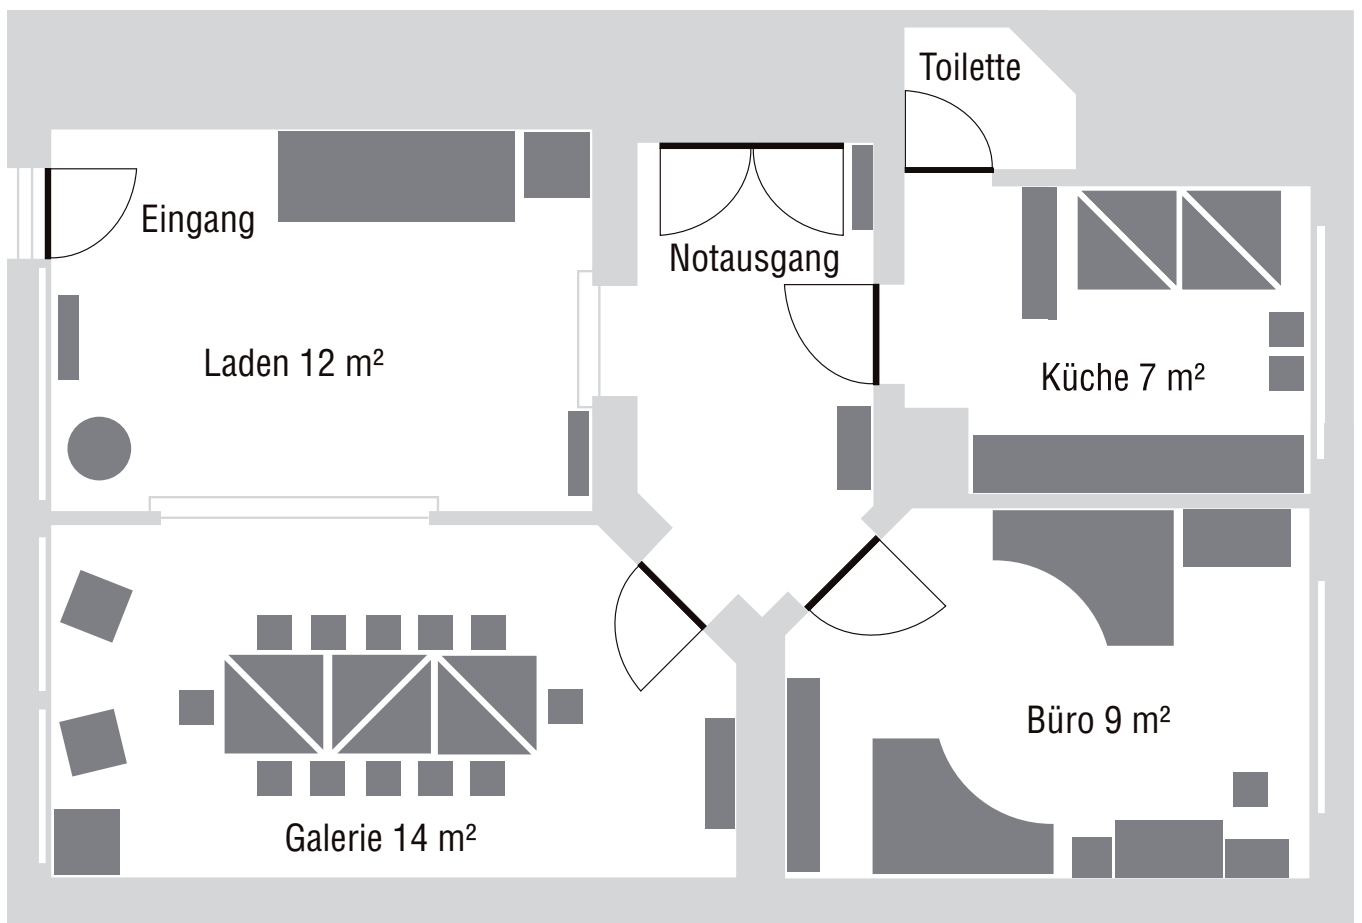 Toilette
Eingang
Notausgang
Laden 12 m²
Küche 7 m²
Büro 9 m²
Galerie 14 m²